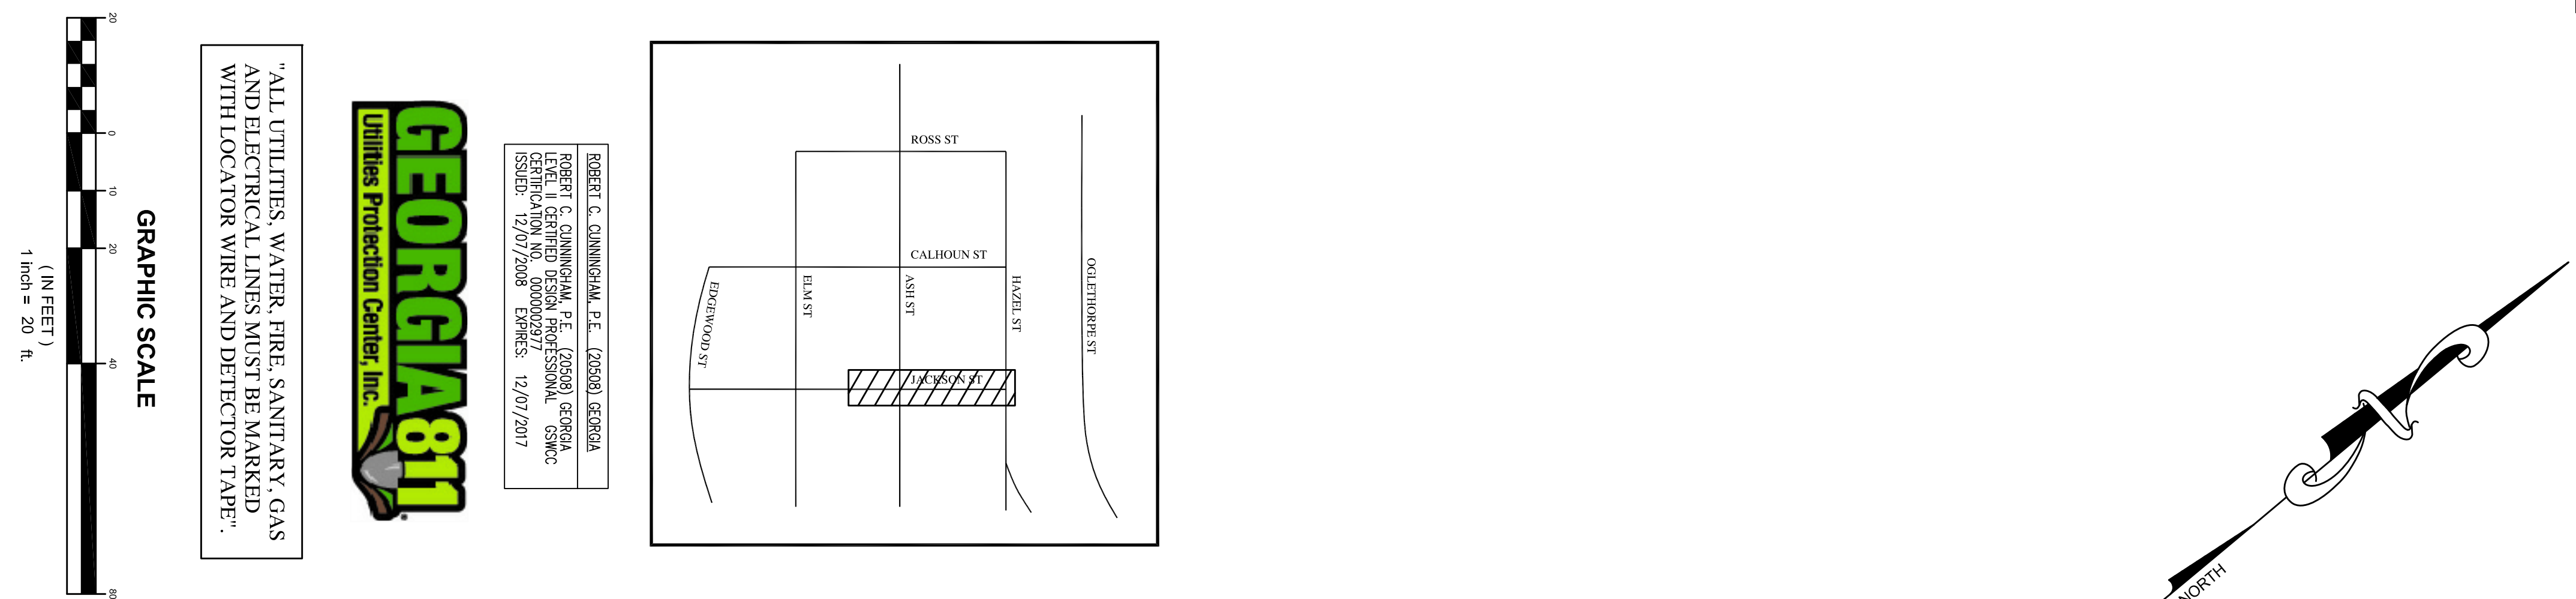 20
0
10
20
40
80
GRAPHIC SCALE
( IN FEET )
1 inch = 20 ft.
"ALL UTILITIES, WATER, FIRE, SANITARY, GAS
AND ELECTRICAL LINES MUST BE MARKED
WITH LOCATOR WIRE AND DETECTOR TAPE".
GEORGIA811
Utilities Protection Center, Inc.
ROBERT C. CUNNINGHAM, P.E. (20508) GEORGIA
ROBERT C. CUNNINGHAM, P.E. (20508) GEORGIA
LEVEL II CERTIFIED DESIGN PROFESSIONAL GSWCC
CERTIFICATION NO. 0000002977
ISSUED: 12/07/2008 EXPIRES: 12/07/2017
ROSS ST
CALHOUN ST
EDGEWOOD ST
ELM ST
ASH ST
HAZEL ST
OGLETHORPE ST
JACKSON ST
NORTH